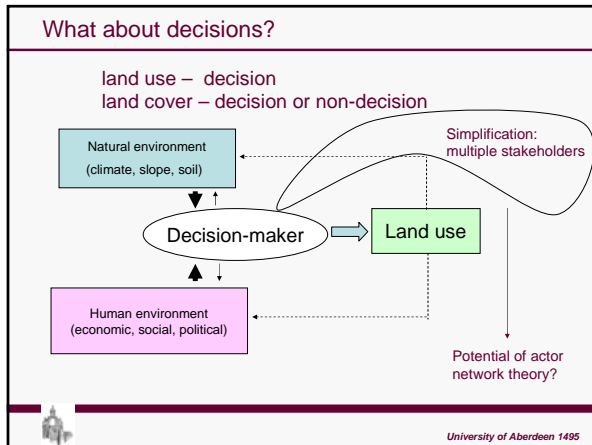 What about decisions?
land use – decision
land cover – decision or non-decision
Natural environment
(climate, slope, soil)
Simplification:
multiple stakeholders
Decision-maker
Land use
Human environment
(economic, social, political)
Potential of actor
network theory?
University of Aberdeen 1495